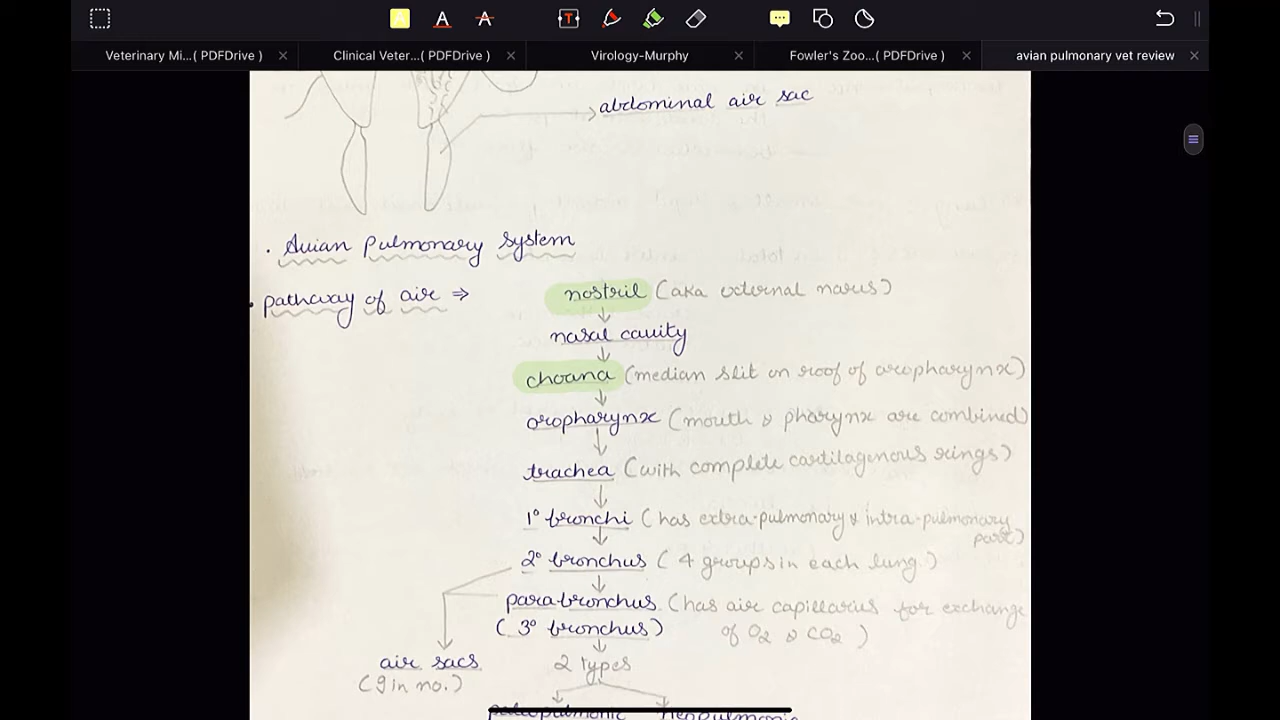 Veterinary Mi...( PDFDrive )
Clinical Veter...( PDFDrive )
Virology-Murphy
Fowler's Zoo...( PDFDrive )
avian pulmonary vet review
abdominal air sac
. Avian pulmonary system
. pathway of air ⇒
nostril (aka external nares)
↓
nasal cavity
↓
choana (median slit on roof of oropharynx)
↓
oropharynx (mouth & pharynx are combined)
↓
trachea (with complete cartilagenous rings)
↓
1° bronchi (has extra-pulmonary & intra-pulmonary
part)
↓
2° bronchus ( 4 groups in each lung )
↓
parabronchus (has air capillaries for exchange
( 3° bronchus) of O2 & CO2 )
↓
air sacs 2 types
(9 in no.)
paleopulmonic neopulmonic